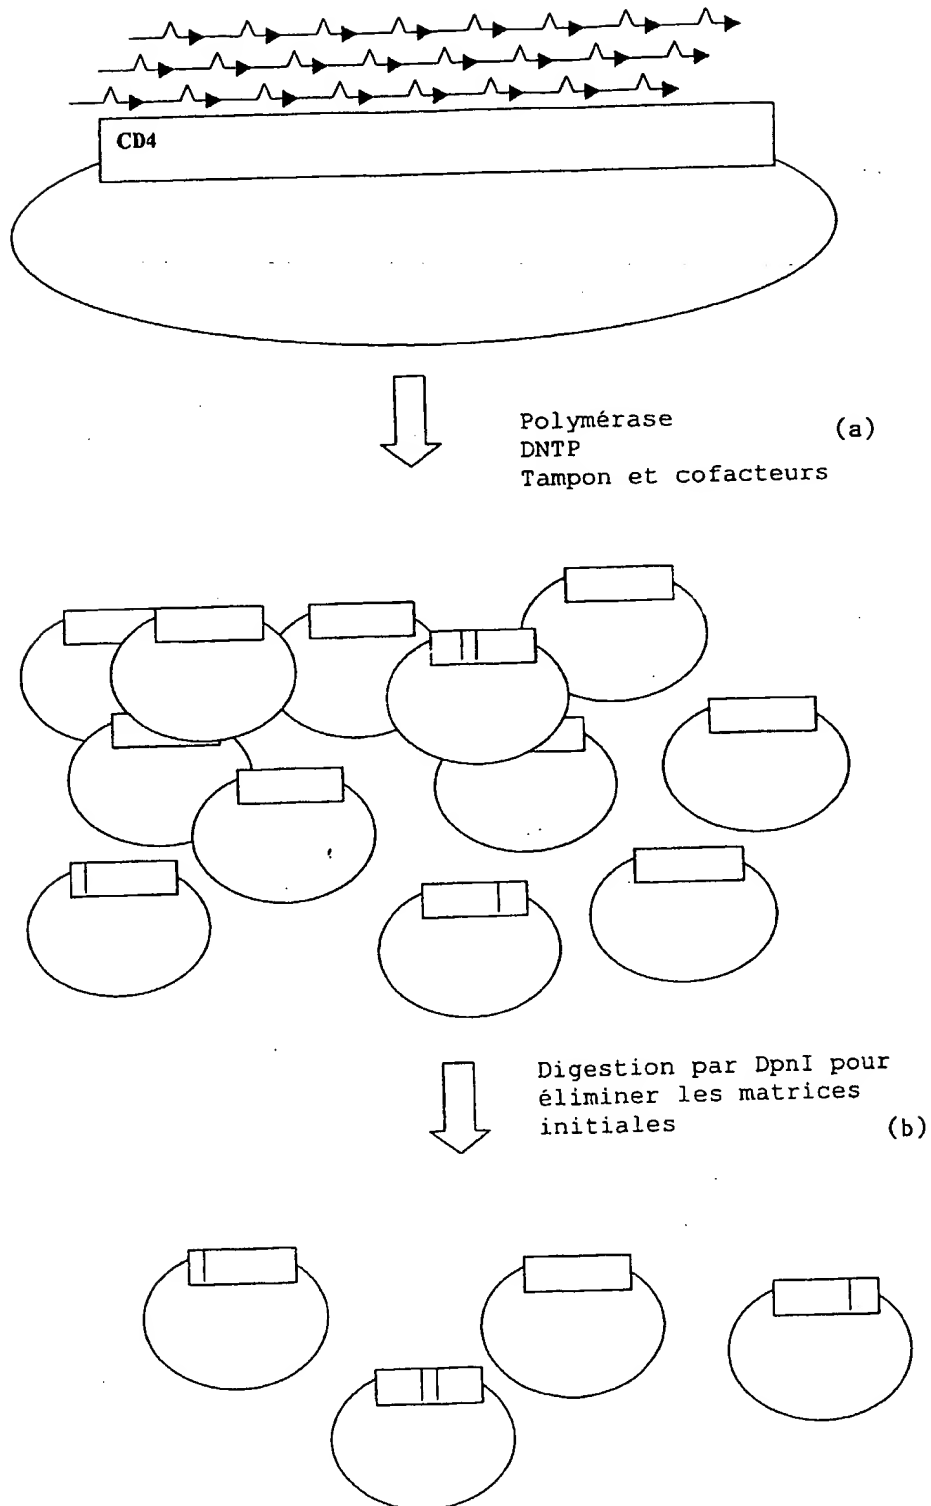 CD4
Polymérase
(a)
DNTP
Tampon et cofacteurs
Digestion par DpnI pour
éliminer les matrices
initiales
(b)